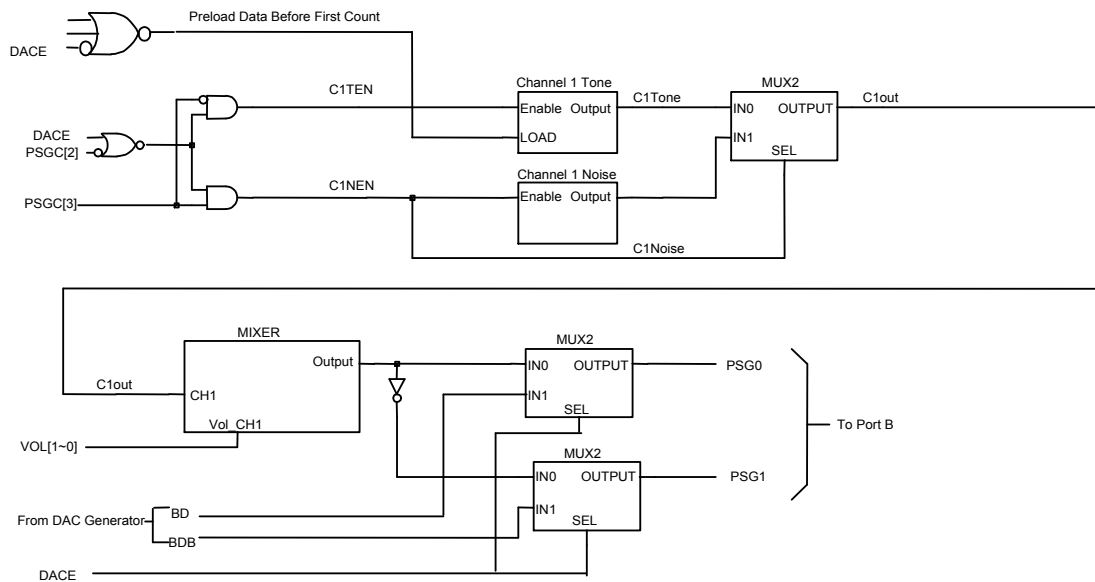 Preload Data Before First Count
DACE
C1TEN
Channel 1 Tone
Enable Output
LOAD
C1Tone
MUX2
IN0 OUTPUT
IN1
SEL
C1out
DACE
PSGC[2]
PSGC[3]
C1NEN
Channel 1 Noise
Enable Output
C1Noise
MIXER
Output
CH1
Vol_CH1
C1out
VOL[1~0]
MUX2
IN0 OUTPUT
IN1
SEL
PSG0
To Port B
MUX2
IN0 OUTPUT
IN1
SEL
PSG1
From DAC Generator
BD
BDB
DACE